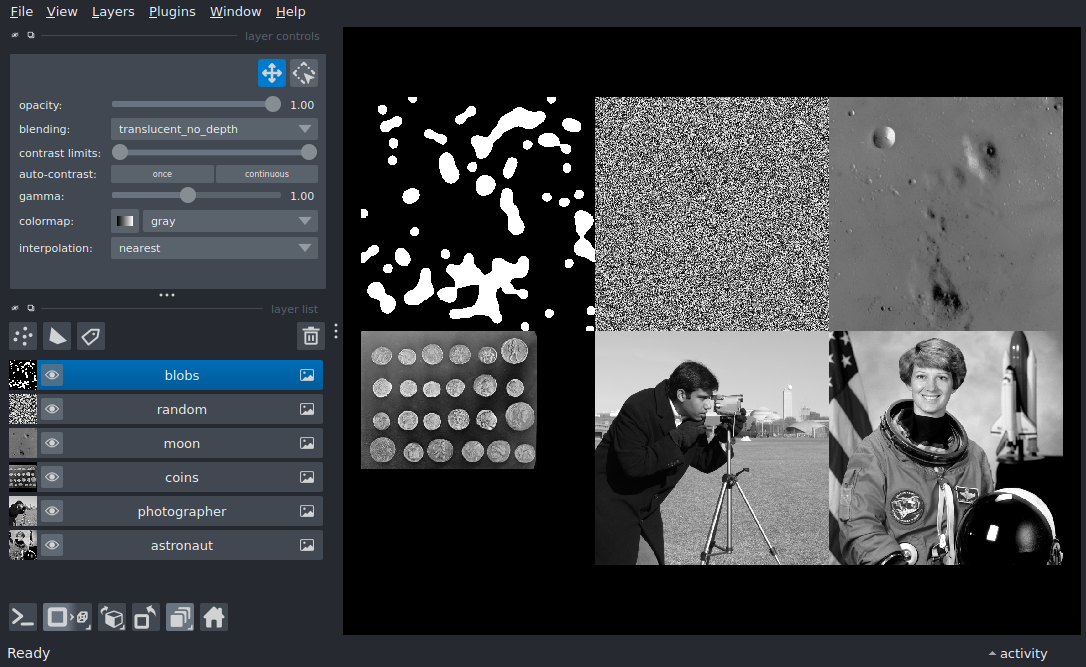 File View Layers Plugins Window Help
layer controls
opacity: 1.00
blending: translucent_no_depth
contrast limits:
auto-contrast: once continuous
gamma: 1.00
colormap: gray
interpolation: nearest
layer list
blobs
random
moon
coins
photographer
astronaut
Ready activity